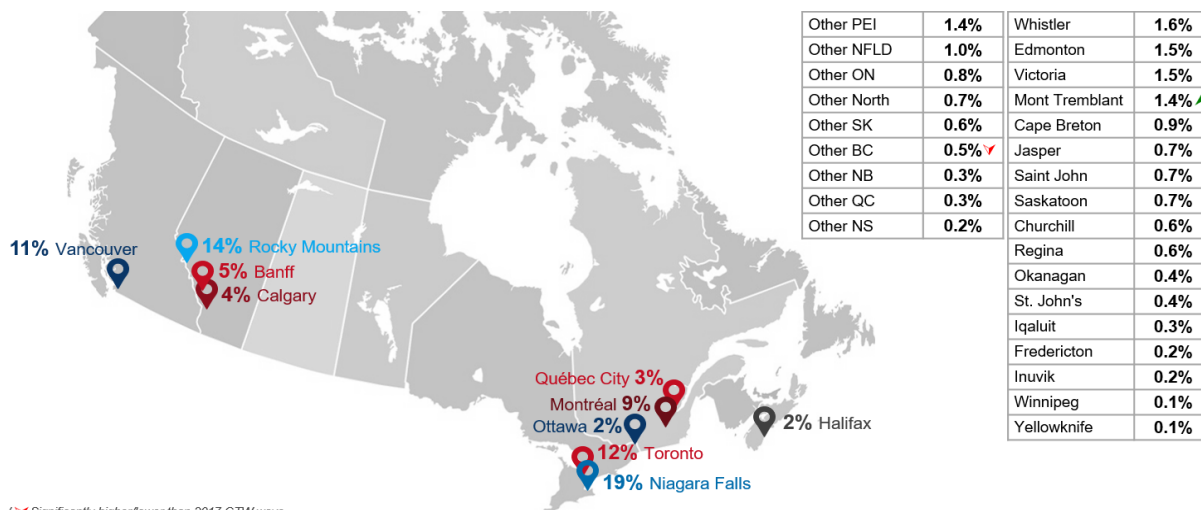 Other PEI 1.4%
Other NFLD 1.0%
Other ON 0.8%
Other North 0.7%
Other SK 0.6%
Other BC 0.5%
Other NB 0.3%
Other QC 0.3%
Other NS 0.2%
Whistler 1.6%
Edmonton 1.5%
Victoria 1.5%
Mont Tremblant 1.4%
Cape Breton 0.9%
Jasper 0.7%
Saint John 0.7%
Saskatoon 0.7%
Churchill 0.6%
Regina 0.6%
Okanagan 0.4%
St. John's 0.4%
Iqaluit 0.3%
Fredericton 0.2%
Inuvik 0.2%
Winnipeg 0.1%
Yellowknife 0.1%
11% Vancouver
14% Rocky Mountains
5% Banff
4% Calgary
Québec City 3%
Montréal 9%
Ottawa 2%
2% Halifax
12% Toronto
19% Niagara Falls